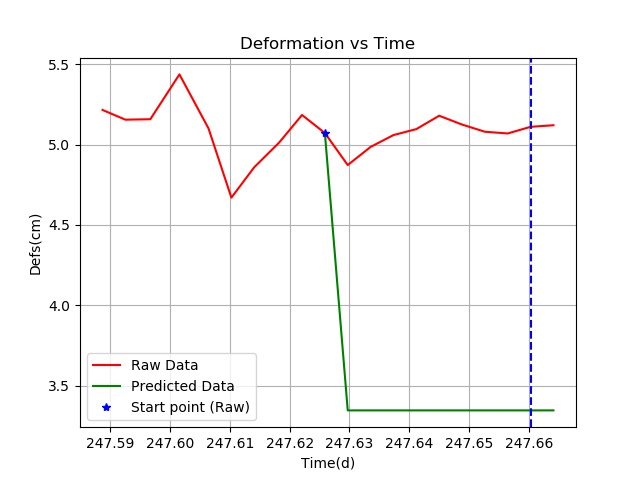 Deformation vs Time
Defs(cm)
5.5
5.0
4.5
4.0
3.5
Raw Data
Predicted Data
Start point (Raw)
247.59 247.60 247.61 247.62 247.63 247.64 247.65 247.66
Time(d)